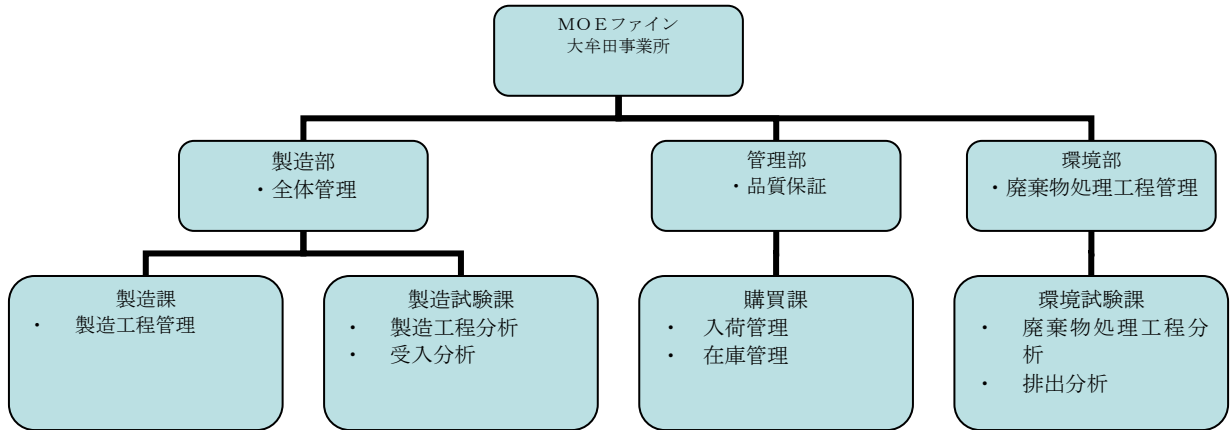 MOEファイン
大牟田事業所
製造部
・全体管理
管理部
・品質保証
環境部
・廃棄物処理工程管理
製造課
・ 製造工程管理
製造試験課
・ 製造工程分析
・ 受入分析
購買課
・ 入荷管理
・ 在庫管理
環境試験課
・ 廃棄物処理工程分
析
・ 排出分析